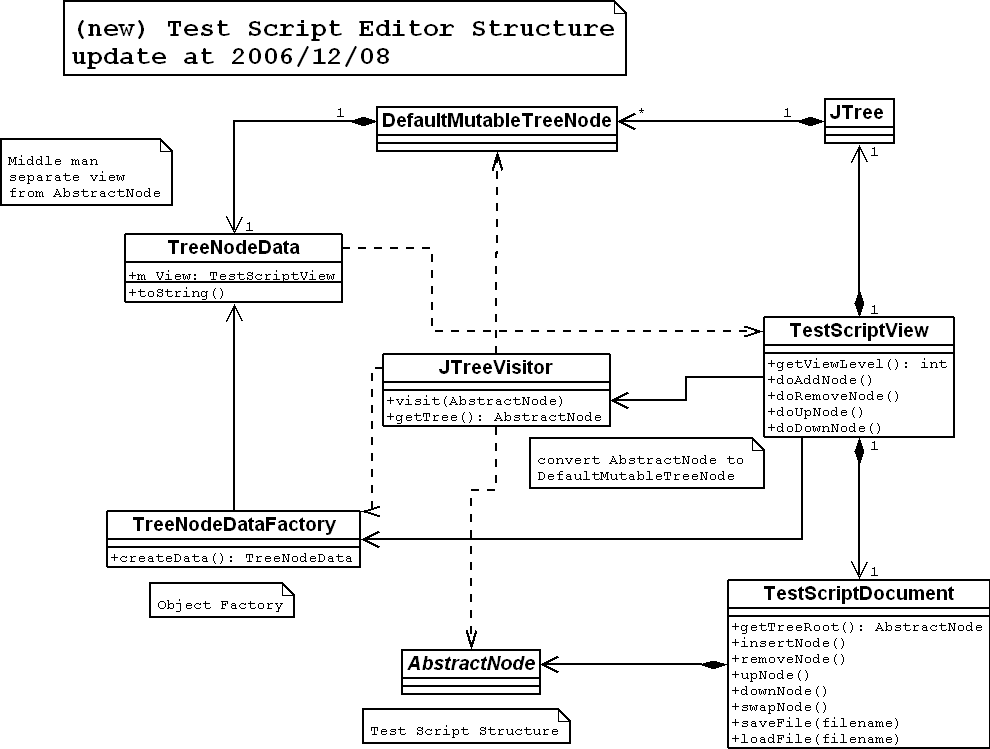 (new) Test Script Editor Structure
update at 2006/12/08
1
DefaultMutableTreeNode
*
1
JTree
1
Middle man
separate view
from AbstractNode
1
TreeNodeData
+m_View: TestScriptView
+toString()
1
TestScriptView
+getViewLevel(): int
+doAddNode()
+doRemoveNode()
+doUpNode()
+doDownNode()
1
JTreeVisitor
+visit(AbstractNode)
+getTree(): AbstractNode
convert AbstractNode to
DefaultMutableTreeNode
TreeNodeDataFactory
+createData(): TreeNodeData
Object Factory
1
TestScriptDocument
+getTreeRoot(): AbstractNode
+insertNode()
+removeNode()
+upNode()
+downNode()
+swapNode()
+saveFile(filename)
+loadFile(filename)
AbstractNode
Test Script Structure